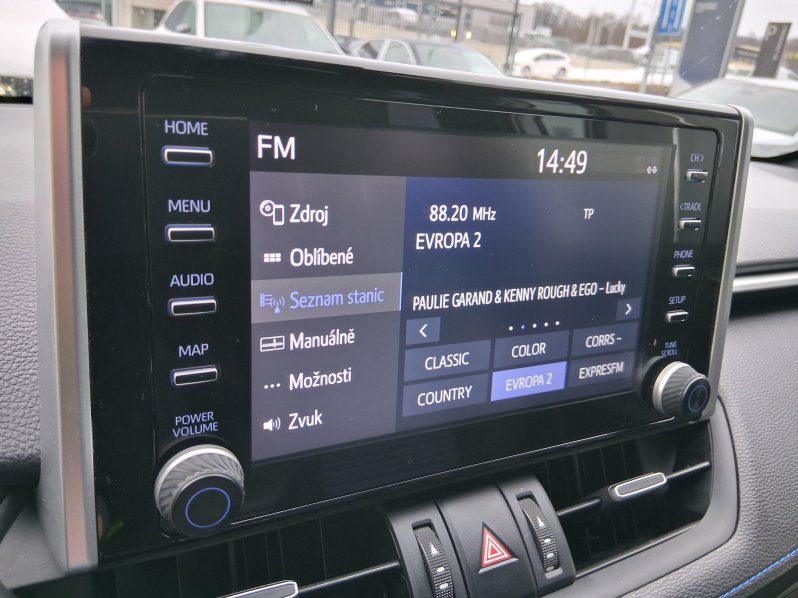 HOME
MENU
AUDIO
MAP
POWER
VOLUME
FM
14:49
Zdroj
Oblíbené
Seznam stanic
Manuálně
Možnosti
Zvuk
88.20 MHz
TP
EVROPA 2
PAULIE GARAND & KENNY ROUGH & EGO – Lucky
CLASSIC
COLOR
CORRS –
COUNTRY
EVROPA 2
EXPRESFM
CH >
< TRACK
PHONE
SETUP
TUNE
SCROLL